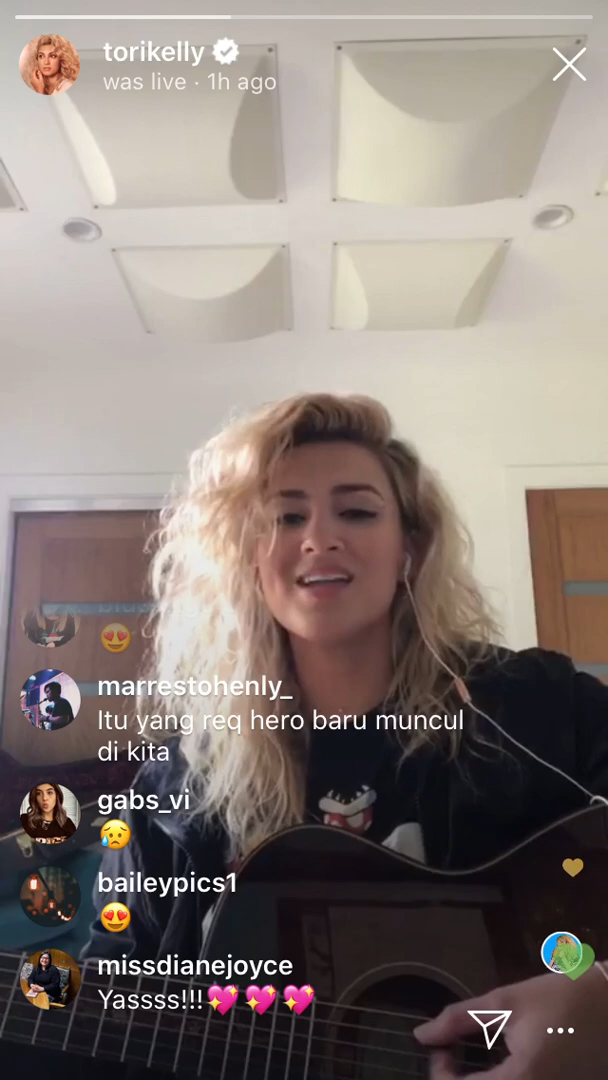 torikelly
was live · 1h ago
😍
marrestohenly_
Itu yang req hero baru muncul
di kita
gabs_vi
😥
baileypics1
😍
missdianejoyce
Yassss!!!💖💖💖